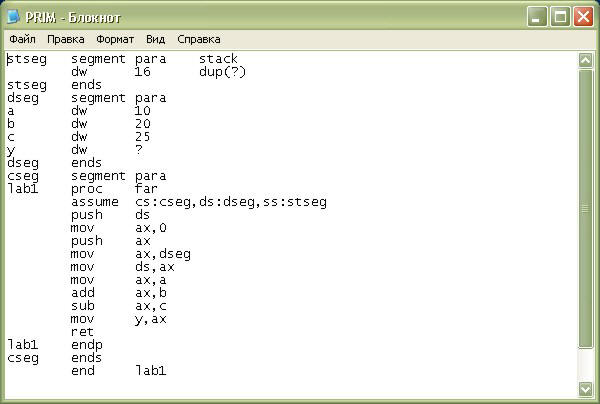 PRIM - Блокнот
Файл Правка Формат Вид Справка
stseg segment para stack
dw 16 dup(?)
stseg ends
dseg segment para
a dw 10
b dw 20
c dw 25
y dw ?
dseg ends
cseg segment para
lab1 proc far
assume cs:cseg,ds:dseg,ss:stseg
push ds
mov ax,0
push ax
mov ax,dseg
mov ds,ax
mov ax,a
add ax,b
sub ax,c
mov y,ax
ret
lab1 endp
cseg ends
end lab1